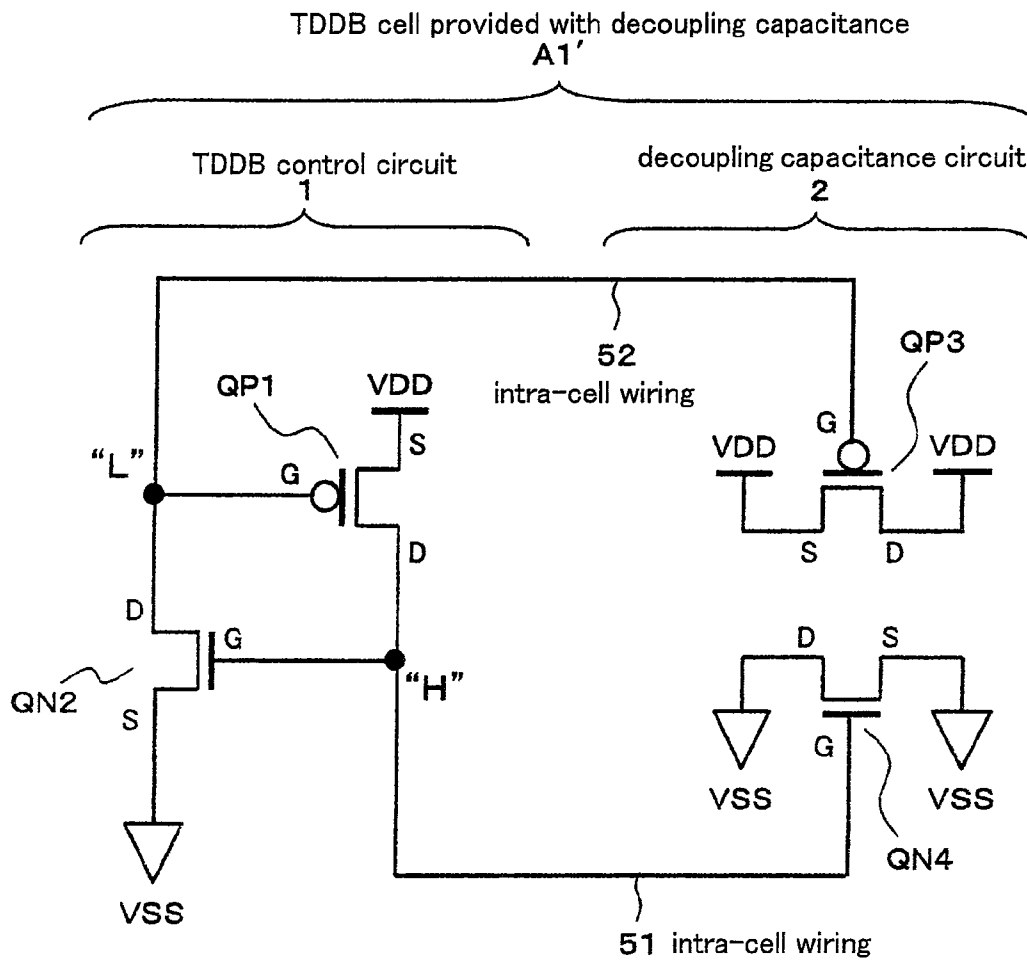 TDDB cell provided with decoupling capacitance
A1′
TDDB control circuit
1
decoupling capacitance circuit
2
52
intra-cell wiring
QP1
VDD
S
G
D
“L”
QP3
G
VDD
VDD
S
D
D
G
QN2
S
“H”
VSS
D
S
G
VSS
VSS
QN4
51 intra-cell wiring